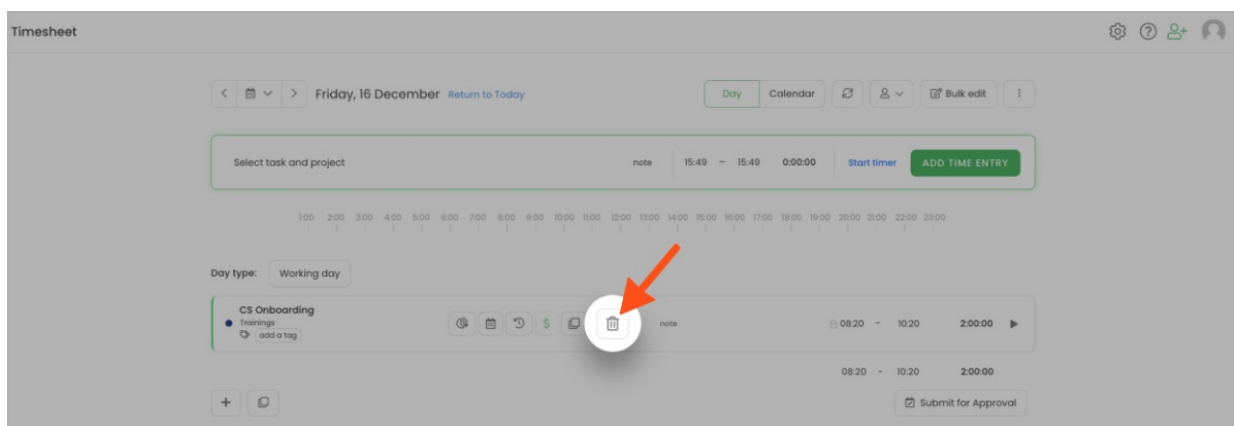 Timesheet
Friday, 16 December Return to Today Day Calendar Bulk edit
Select task and project note 15:49 - 15:49 0:00:00 Start timer ADD TIME ENTRY
1:00 2:00 3:00 4:00 5:00 6:00 7:00 8:00 9:00 10:00 11:00 12:00 13:00 14:00 15:00 16:00 17:00 18:00 19:00 20:00 21:00 22:00 23:00
Day type: Working day
CS Onboarding
Trainings
add a tag
$ note 08:20 - 10:20 2:00:00
08:20 - 10:20 2:00:00
+ Submit for Approval